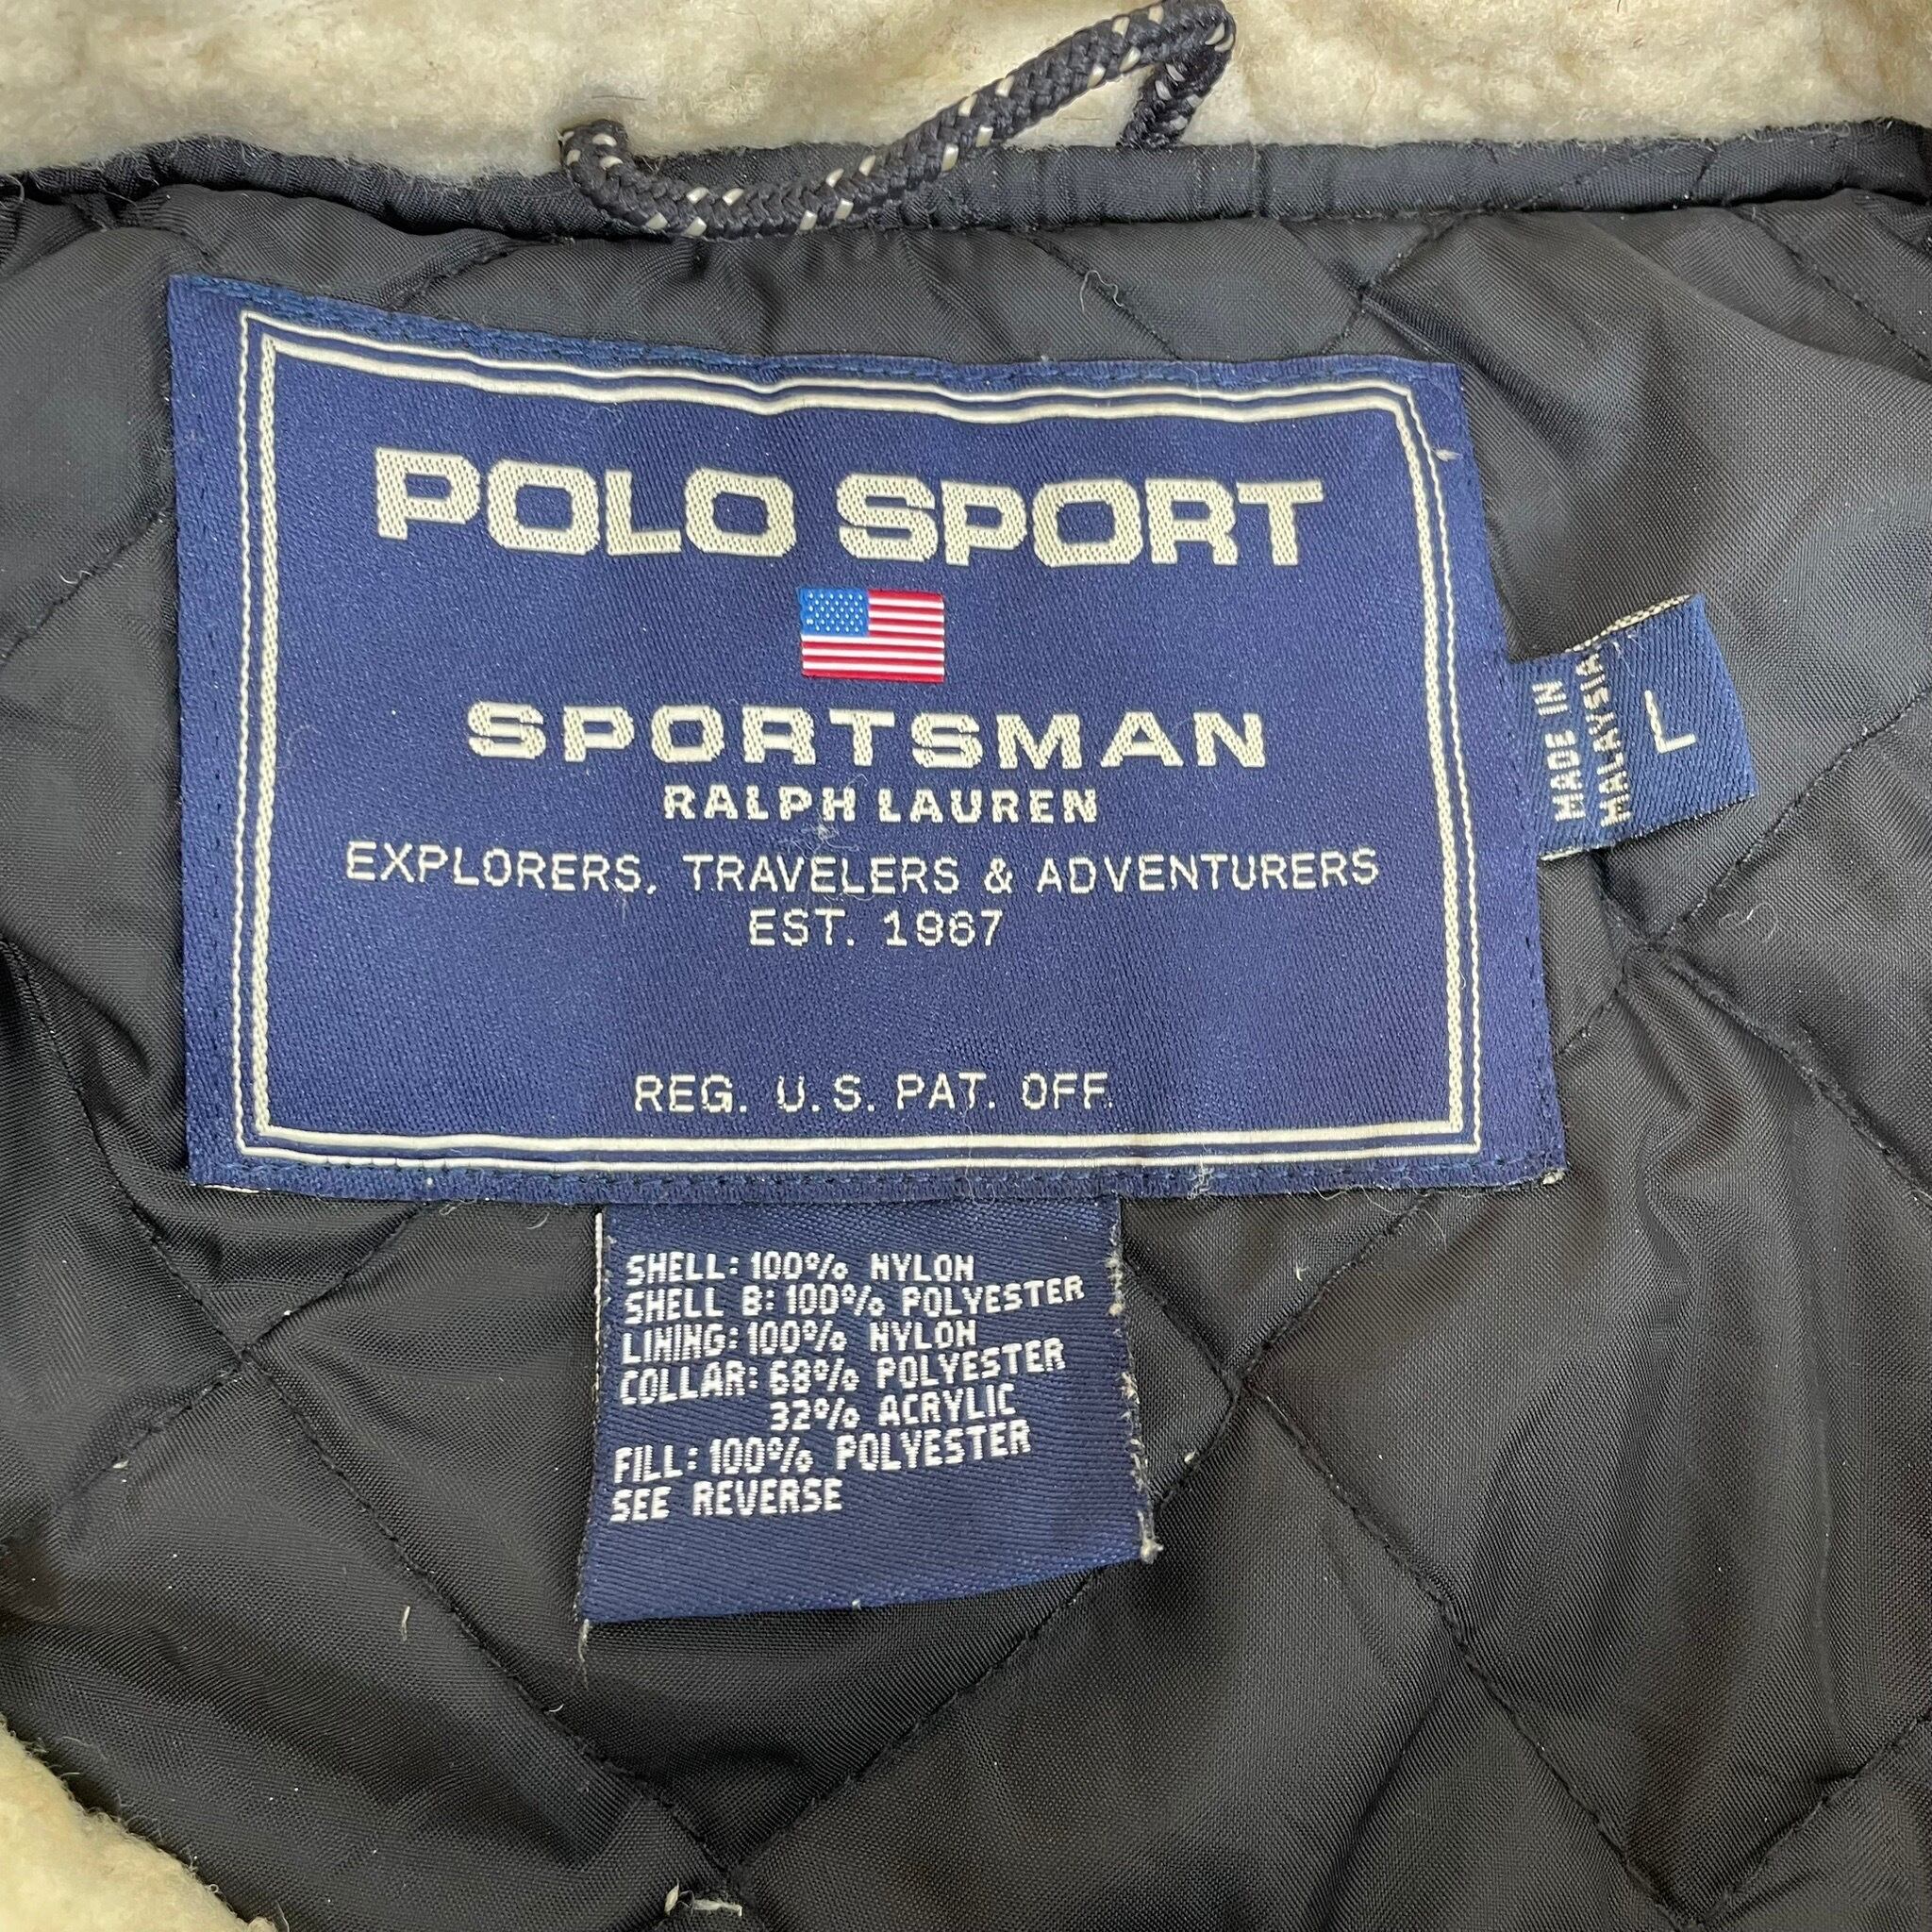 POLO SPORT
SPORTSMAN
RALPH LAUREN
EXPLORERS, TRAVELERS & ADVENTURERS
EST. 1967
REG. U.S. PAT. OFF.
MADE IN
MALAYSIA
L
SHELL: 100% NYLON
SHELL B: 100% POLYESTER
LINING: 100% NYLON
COLLAR: 68% POLYESTER
32% ACRYLIC
FILL: 100% POLYESTER
SEE REVERSE